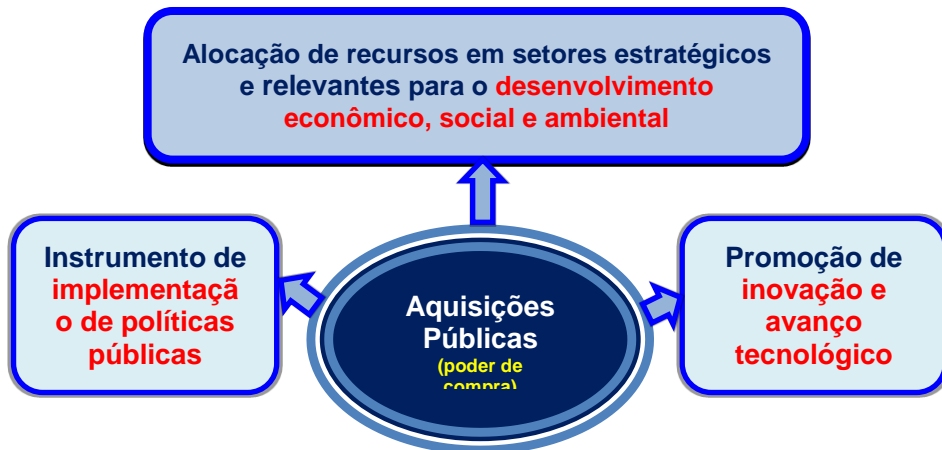 Alocação de recursos em setores estratégicos
e relevantes para o desenvolvimento
econômico, social e ambiental
Instrumento de
implementaçã
o de políticas
públicas
Aquisições
Públicas
(poder de
compra)
Promoção de
inovação e
avanço
tecnológico